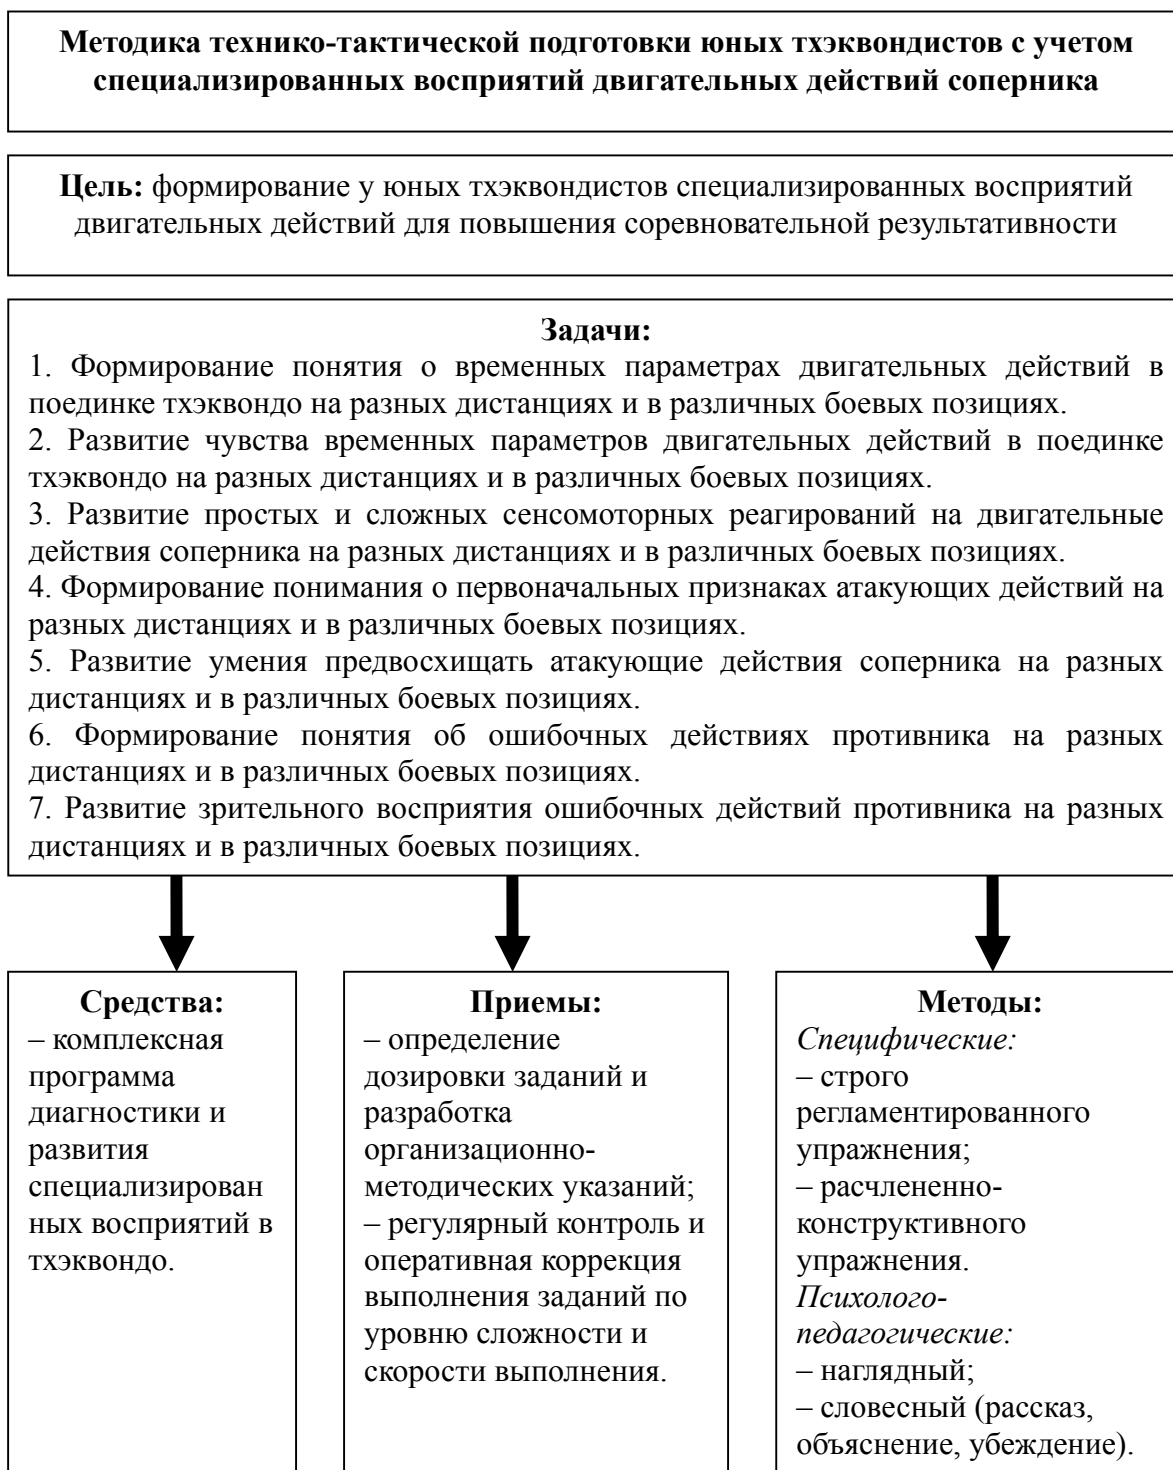 Методика технико-тактической подготовки юных тхэквондистов с учетом
специализированных восприятий двигательных действий соперника
Цель: формирование у юных тхэквондистов специализированных восприятий
двигательных действий для повышения соревновательной результативности
Задачи:
1. Формирование понятия о временных параметрах двигательных действий в
поединке тхэквондо на разных дистанциях и в различных боевых позициях.
2. Развитие чувства временных параметров двигательных действий в поединке
тхэквондо на разных дистанциях и в различных боевых позициях.
3. Развитие простых и сложных сенсомоторных реагирований на двигательные
действия соперника на разных дистанциях и в различных боевых позициях.
4. Формирование понимания о первоначальных признаках атакующих действий на
разных дистанциях и в различных боевых позициях.
5. Развитие умения предвосхищать атакующие действия соперника на разных
дистанциях и в различных боевых позициях.
6. Формирование понятия об ошибочных действиях противника на разных
дистанциях и в различных боевых позициях.
7. Развитие зрительного восприятия ошибочных действий противника на разных
дистанциях и в различных боевых позициях.
Средства:
– комплексная
программа
диагностики и
развития
специализирован
ных восприятий в
тхэквондо.
Приемы:
– определение
дозировки заданий и
разработка
организационно-
методических указаний;
– регулярный контроль и
оперативная коррекция
выполнения заданий по
уровню сложности и
скорости выполнения.
Методы:
Специфические:
– строго
регламентированного
упражнения;
– расчлененно-
конструктивного
упражнения.
Психолого-
педагогические:
– наглядный;
– словесный (рассказ,
объяснение, убеждение).